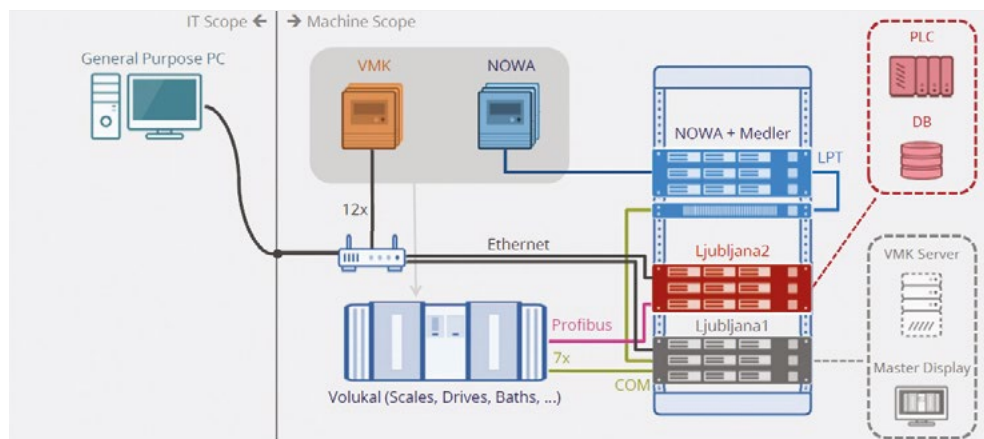 IT Scope ← → Machine Scope
General Purpose PC
VMK
NOWA
PLC
NOWA + Medler
LPT
DB
12x
Ethernet
Ljubljana2
VMK Server
Profibus
Ljubljana1
7x
COM
Master Display
Volukal (Scales, Drives, Baths, ...)